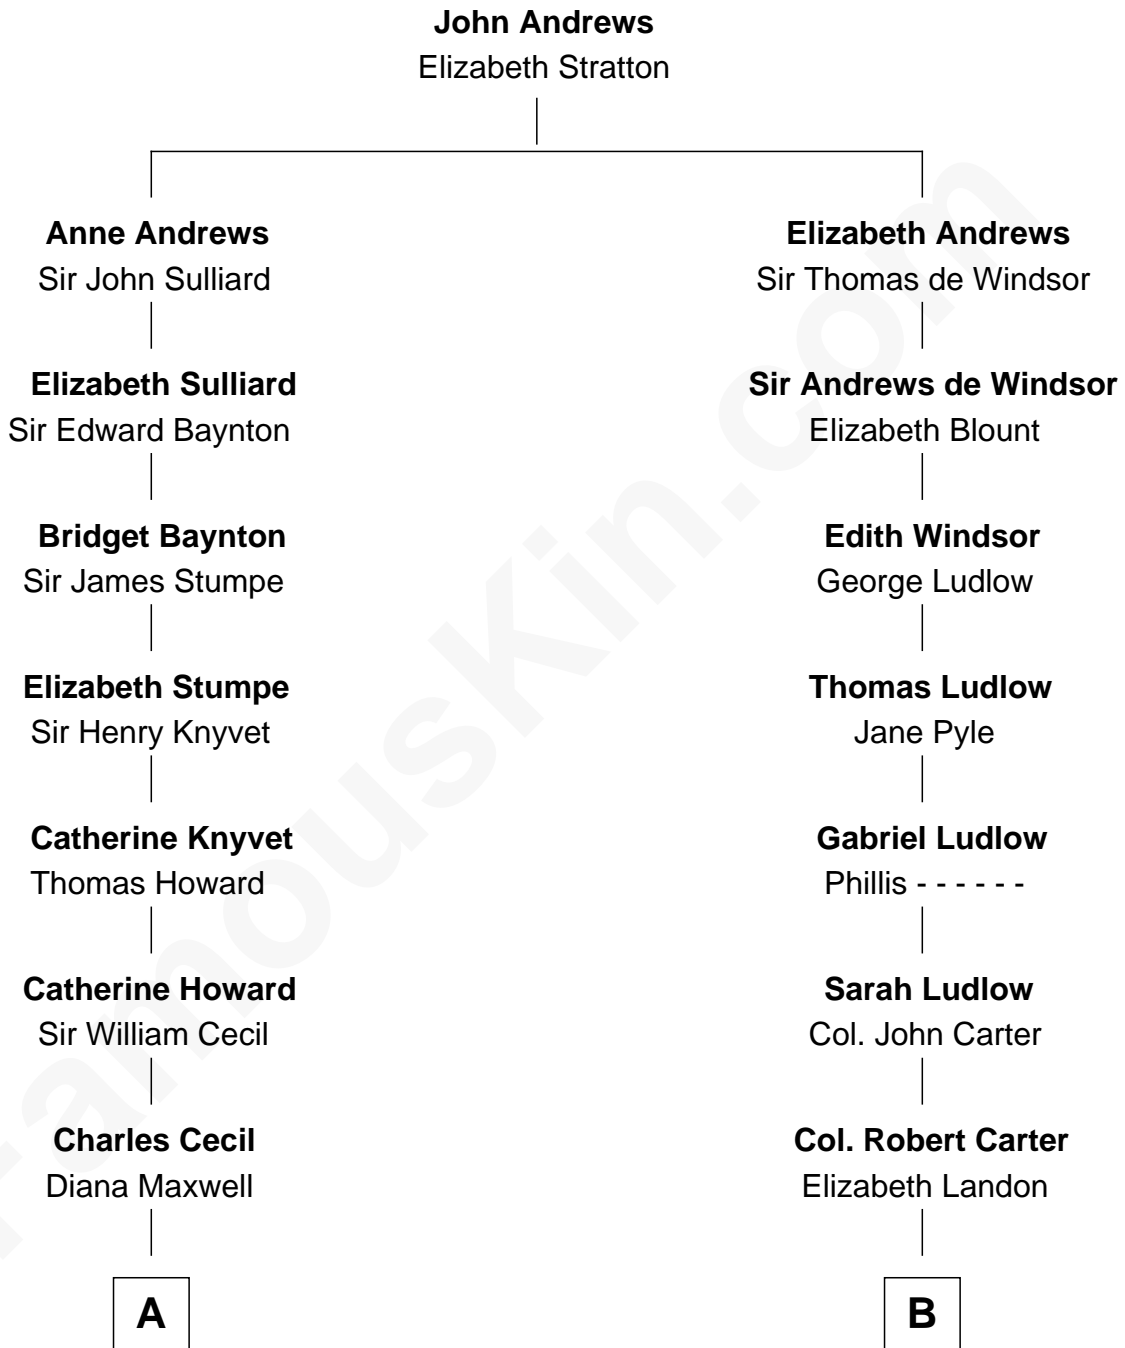 John Andrews
Elizabeth Stratton
Anne Andrews
Sir John Sulliard
Elizabeth Andrews
Sir Thomas de Windsor
Elizabeth Sulliard
Sir Edward Baynton
Sir Andrews de Windsor
Elizabeth Blount
Bridget Baynton
Sir James Stumpe
Edith Windsor
George Ludlow
Elizabeth Stumpe
Sir Henry Knyvet
Thomas Ludlow
Jane Pyle
Catherine Knyvet
Thomas Howard
Gabriel Ludlow
Phillis - - - - - -
Catherine Howard
Sir William Cecil
Sarah Ludlow
Col. John Carter
Charles Cecil
Diana Maxwell
Col. Robert Carter
Elizabeth Landon
A
B
FamousKin.com